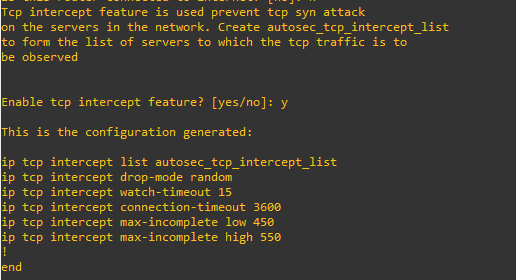 Tcp intercept feature is used prevent tcp syn attack
on the servers in the network. Create autosec_tcp_intercept_list
to form the list of servers to which the tcp traffic is to
be observed
Enable tcp intercept feature? [yes/no]: y
This is the configuration generated:
ip tcp intercept list autosec_tcp_intercept_list
ip tcp intercept drop-mode random
ip tcp intercept watch-timeout 15
ip tcp intercept connection-timeout 3600
ip tcp intercept max-incomplete low 450
ip tcp intercept max-incomplete high 550
!
end